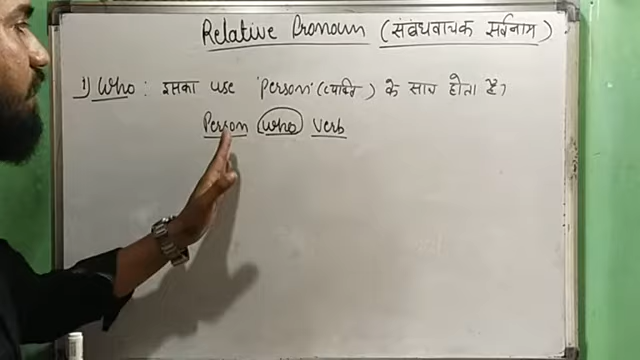 Relative Pronoun (संबंधवाचक सर्वनाम)
1) Who : इसका use 'Person' (व्यक्ति) के साथ होता है?
Person who verb